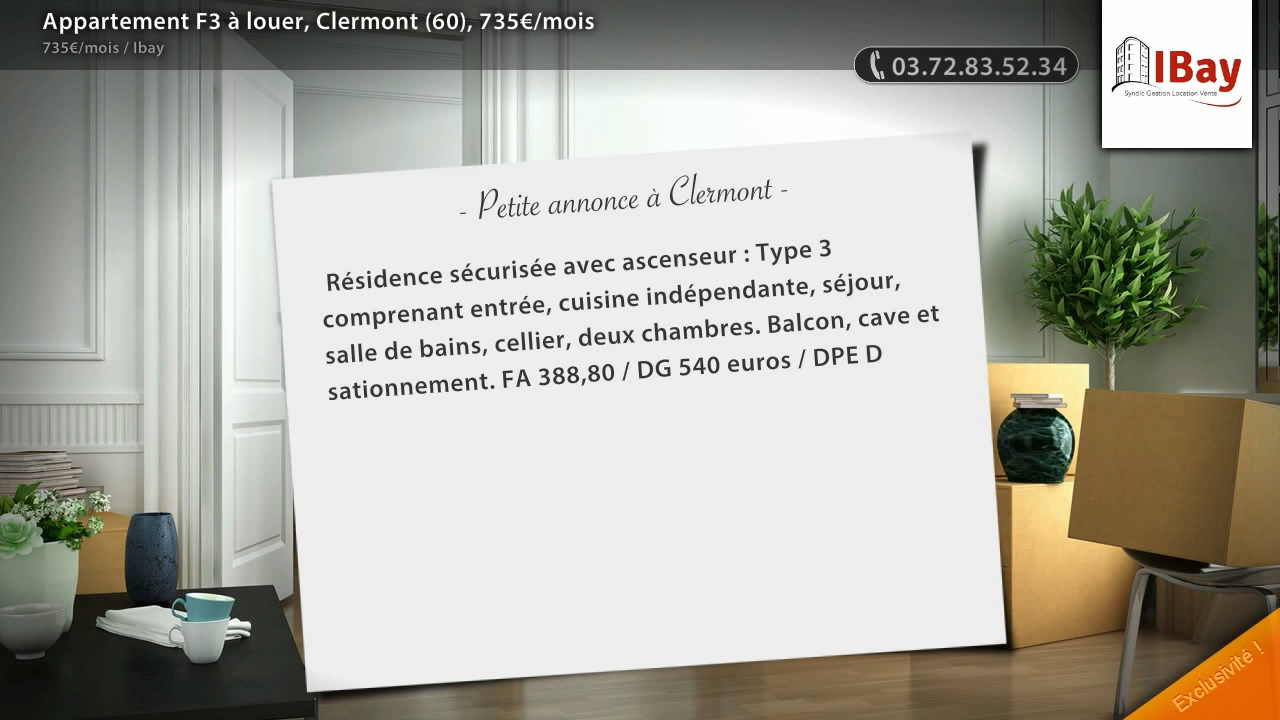 Appartement F3 à louer, Clermont (60), 735€/mois
735€/mois / Ibay
03.72.83.52.34
IBay
Syndic Gestion Location Vente
- Petite annonce à Clermont -
Résidence sécurisée avec ascenseur : Type 3
comprenant entrée, cuisine indépendante, séjour,
salle de bains, cellier, deux chambres. Balcon, cave et
sationnement. FA 388,80 / DG 540 euros / DPE D
Exclusivité !